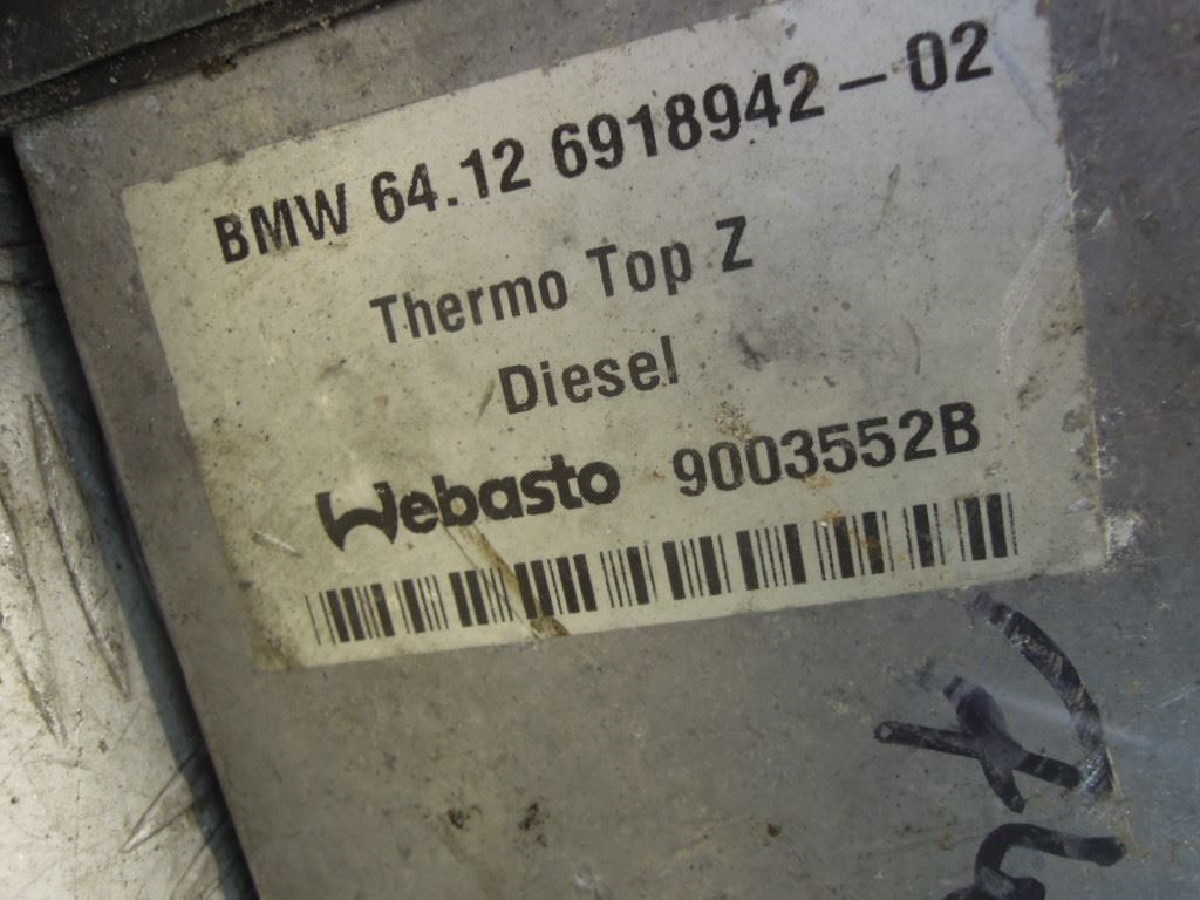 BMW 64.12 6918942-02
Thermo Top Z
Diesel
Webasto 9003552B